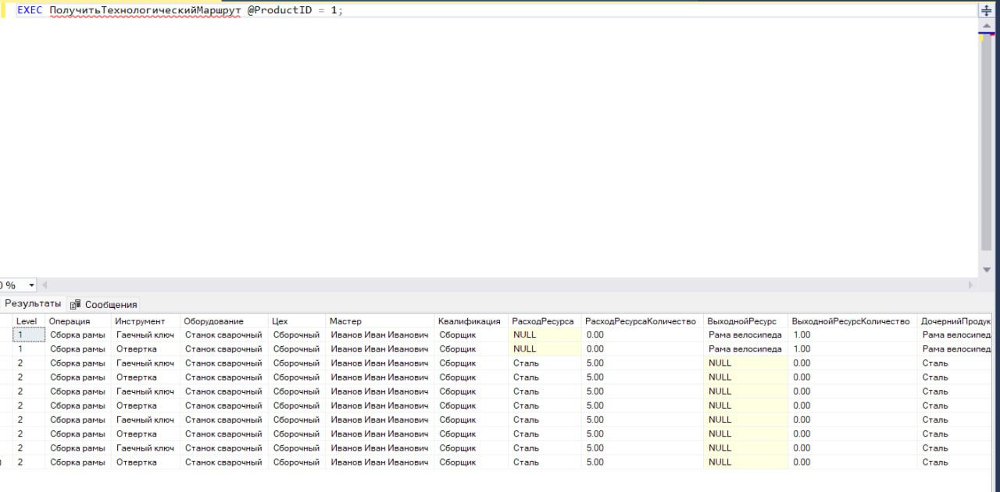 EXEC ПолучитьТехнологическийМаршрут @ProductID = 1;
0 %
Результаты Сообщения
Level Операция Инструмент Оборудование Цех Мастер Квалификация РасходРесурса РасходРесурсаКоличество ВыходнойРесурс ВыходнойРесурсКоличество ДочернийПродук
1 Сборка рамы Гаечный ключ Станок сварочный Сборочный Иванов Иван Иванович Сборщик NULL 0.00 Рама велосипеда 1.00 Рама велосипед
1 Сборка рамы Отвертка Станок сварочный Сборочный Иванов Иван Иванович Сборщик NULL 0.00 Рама велосипеда 1.00 Рама велосипед
2 Сборка рамы Гаечный ключ Станок сварочный Сборочный Иванов Иван Иванович Сборщик Сталь 5.00 NULL 0.00 Сталь
2 Сборка рамы Отвертка Станок сварочный Сборочный Иванов Иван Иванович Сборщик Сталь 5.00 NULL 0.00 Сталь
2 Сборка рамы Гаечный ключ Станок сварочный Сборочный Иванов Иван Иванович Сборщик Сталь 5.00 NULL 0.00 Сталь
2 Сборка рамы Отвертка Станок сварочный Сборочный Иванов Иван Иванович Сборщик Сталь 5.00 NULL 0.00 Сталь
2 Сборка рамы Гаечный ключ Станок сварочный Сборочный Иванов Иван Иванович Сборщик Сталь 5.00 NULL 0.00 Сталь
2 Сборка рамы Отвертка Станок сварочный Сборочный Иванов Иван Иванович Сборщик Сталь 5.00 NULL 0.00 Сталь
2 Сборка рамы Гаечный ключ Станок сварочный Сборочный Иванов Иван Иванович Сборщик Сталь 5.00 NULL 0.00 Сталь
2 Сборка рамы Отвертка Станок сварочный Сборочный Иванов Иван Иванович Сборщик Сталь 5.00 NULL 0.00 Сталь